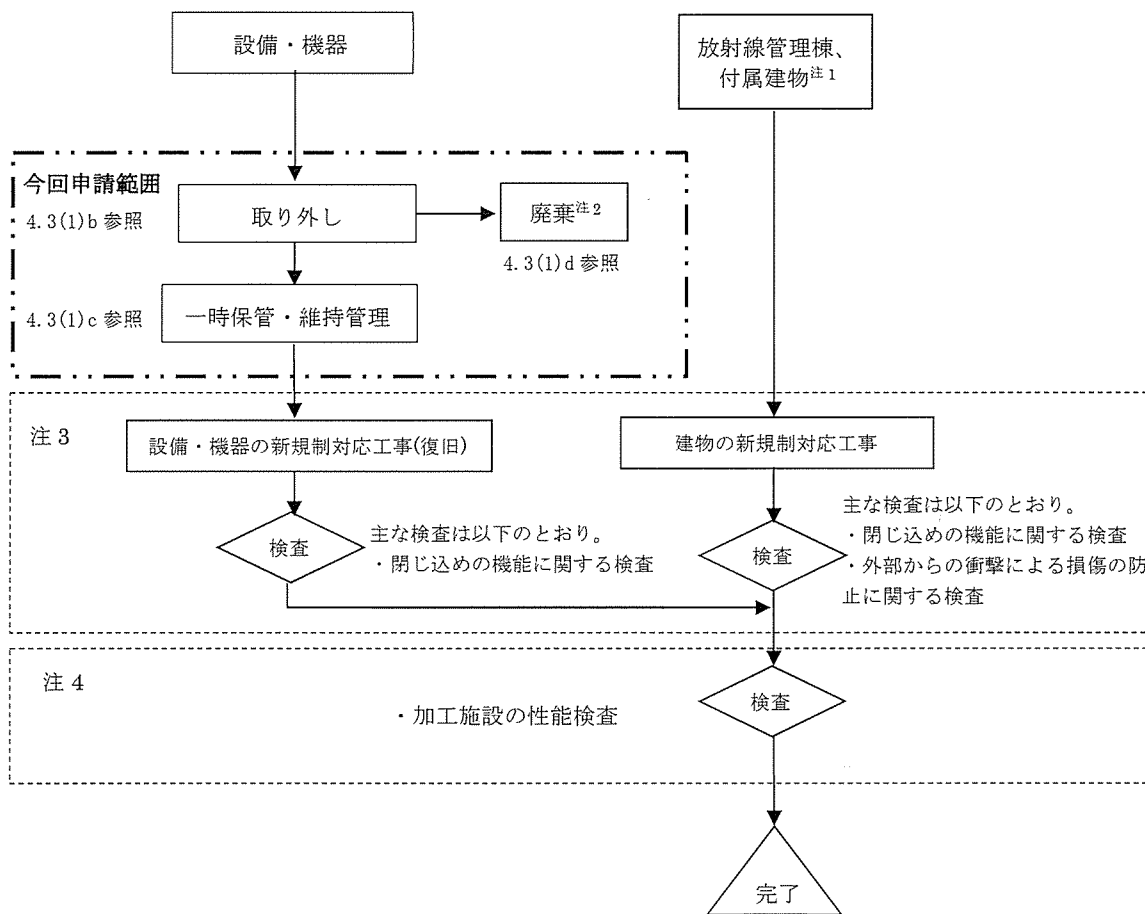 設備・機器
放射線管理棟、
付属建物注1
今回申請範囲
4.3(1)b 参照
取り外し
廃棄注2
4.3(1)d 参照
4.3(1)c 参照
一時保管・維持管理
注 3
設備・機器の新規制対応工事(復旧)
建物の新規制対応工事
検査
主な検査は以下のとおり。
・閉じ込めの機能に関する検査
検査
主な検査は以下のとおり。
・閉じ込めの機能に関する検査
・外部からの衝撃による損傷の防
止に関する検査
注 4
・加工施設の性能検査
検査
完了